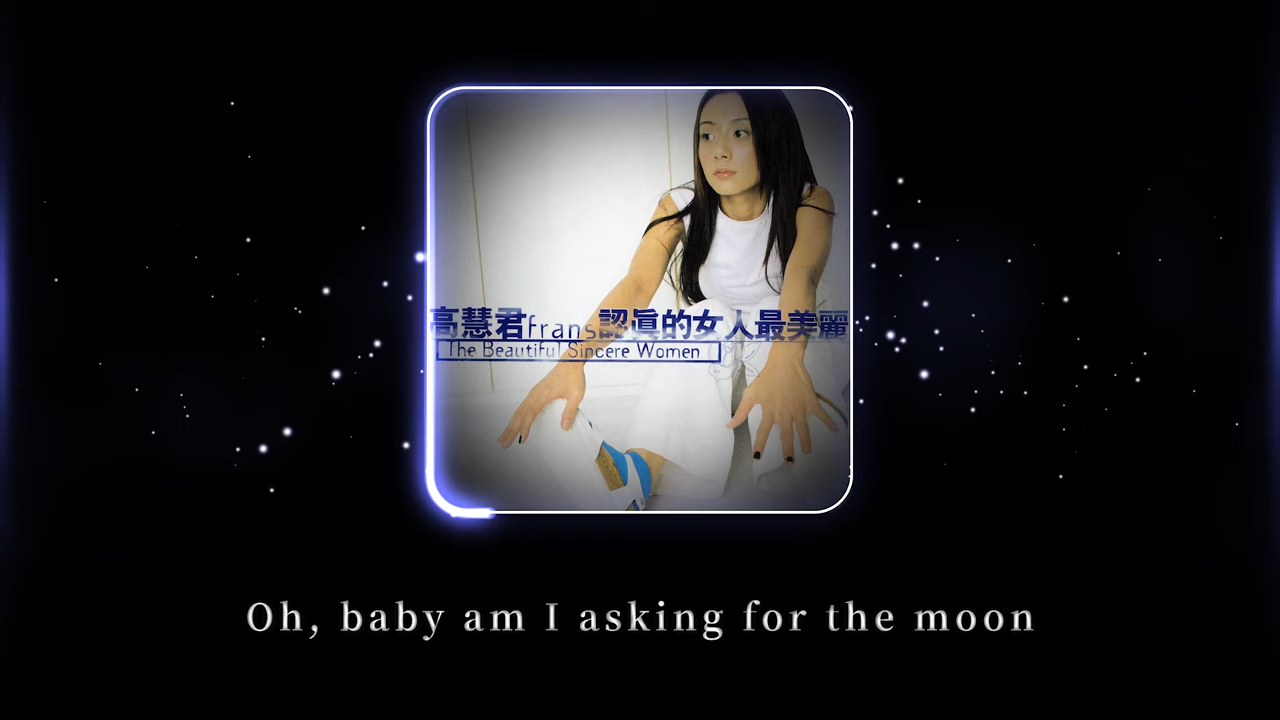 高慧君frans認眞的女人最美麗
The Beautiful Sincere Women
Oh, baby am I asking for the moon